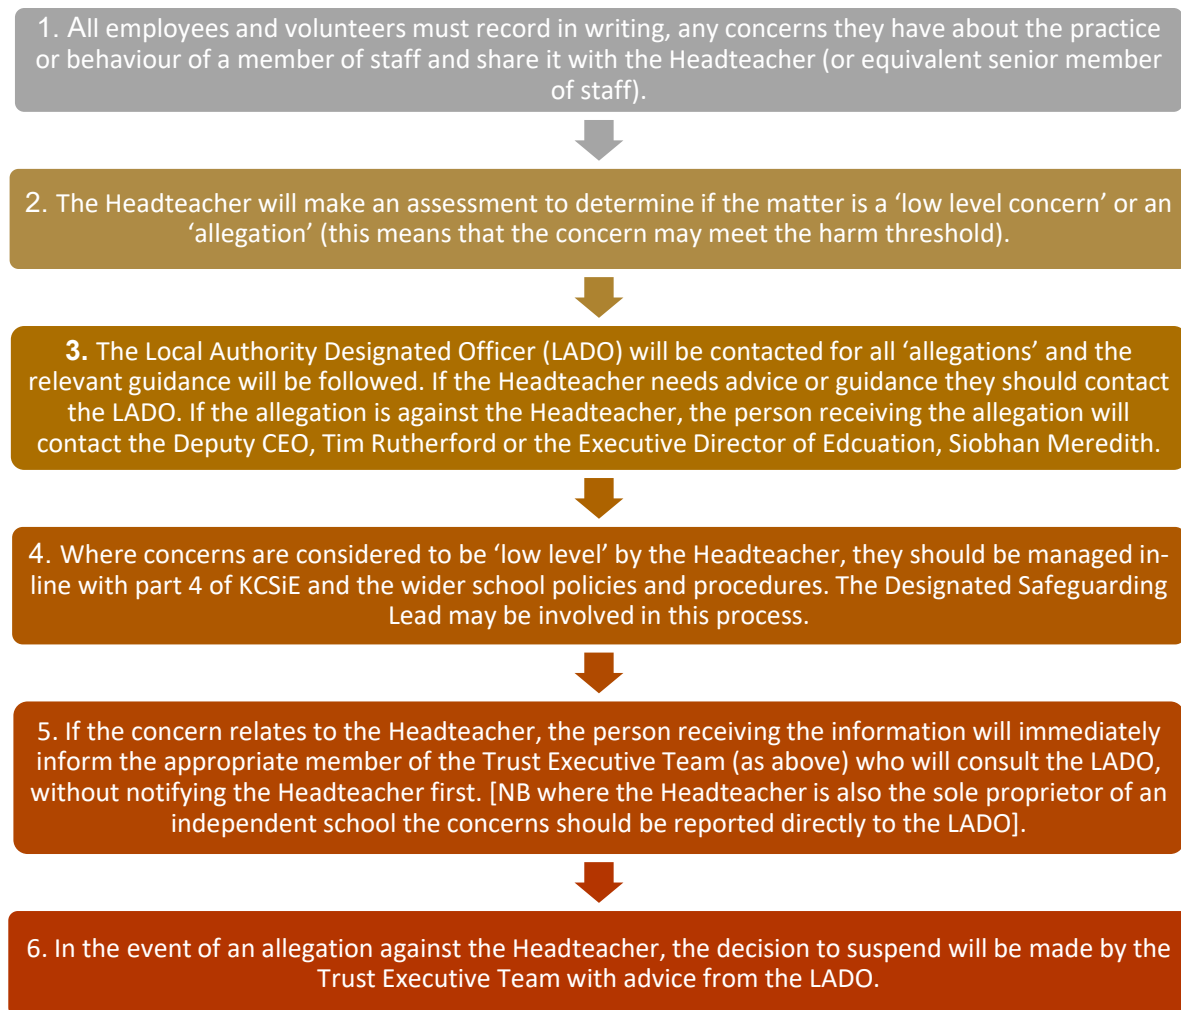 1. All employees and volunteers must record in writing, any concerns they have about the practice
or behaviour of a member of staff and share it with the Headteacher (or equivalent senior member
of staff).
2. The Headteacher will make an assessment to determine if the matter is a ‘low level concern’ or an
‘allegation’ (this means that the concern may meet the harm threshold).
3. The Local Authority Designated Officer (LADO) will be contacted for all ‘allegations’ and the
relevant guidance will be followed. If the Headteacher needs advice or guidance they should contact
the LADO. If the allegation is against the Headteacher, the person receiving the allegation will
contact the Deputy CEO, Tim Rutherford or the Executive Director of Edcuation, Siobhan Meredith.
4. Where concerns are considered to be ‘low level’ by the Headteacher, they should be managed in-
line with part 4 of KCSiE and the wider school policies and procedures. The Designated Safeguarding
Lead may be involved in this process.
5. If the concern relates to the Headteacher, the person receiving the information will immediately
inform the appropriate member of the Trust Executive Team (as above) who will consult the LADO,
without notifying the Headteacher first. [NB where the Headteacher is also the sole proprietor of an
independent school the concerns should be reported directly to the LADO].
6. In the event of an allegation against the Headteacher, the decision to suspend will be made by the
Trust Executive Team with advice from the LADO.